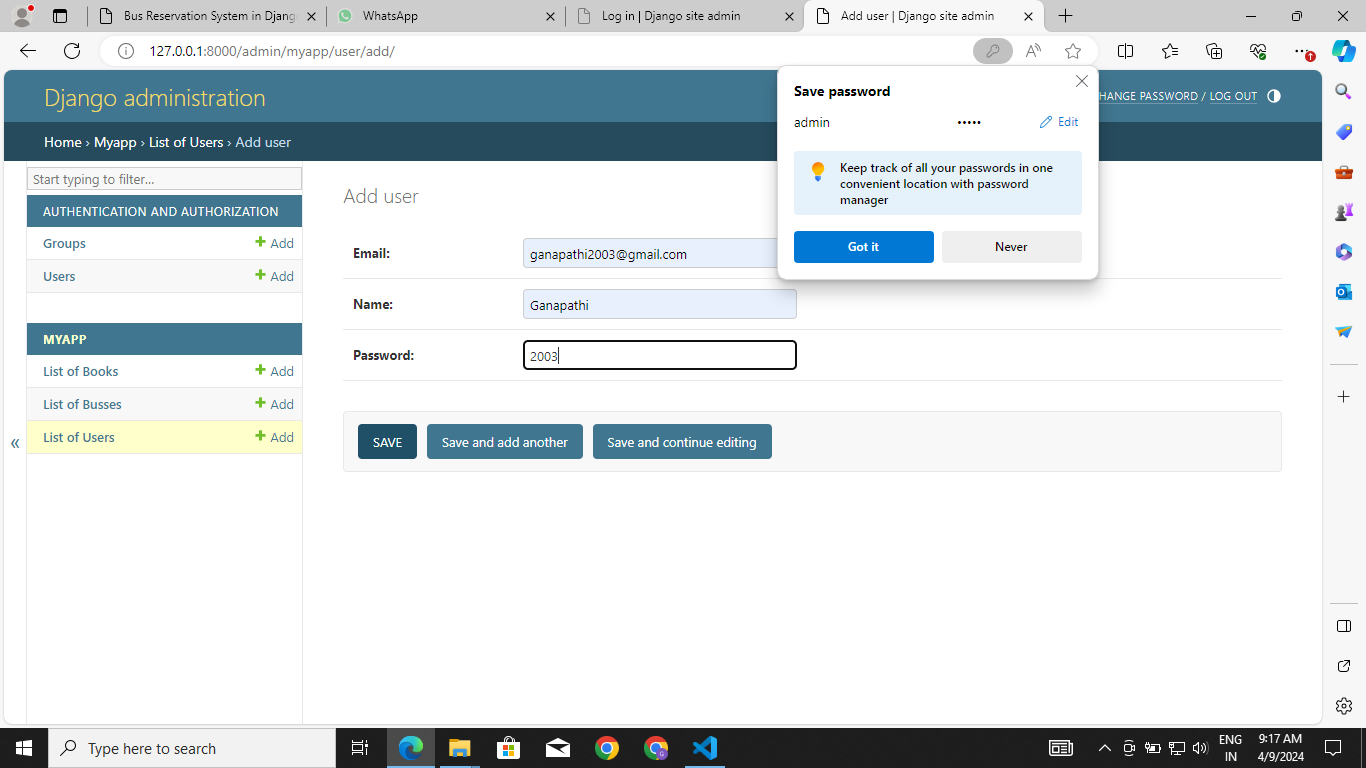 Bus Reservation System in Djang
WhatsApp
Log in | Django site admin
Add user | Django site admin
127.0.0.1:8000/admin/myapp/user/add/
Django administration
HANGE PASSWORD / LOG OUT
Home › Myapp › List of Users › Add user
Save password
admin
•••••
Edit
Keep track of all your passwords in one
convenient location with password
manager
Got it
Never
Start typing to filter...
AUTHENTICATION AND AUTHORIZATION
Groups
+ Add
Users
+ Add
MYAPP
List of Books
+ Add
List of Busses
+ Add
List of Users
+ Add
«
Add user
Email:
ganapathi2003@gmail.com
Name:
Ganapathi
Password:
2003
SAVE
Save and add another
Save and continue editing
Type here to search
ENG
IN
9:17 AM
4/9/2024